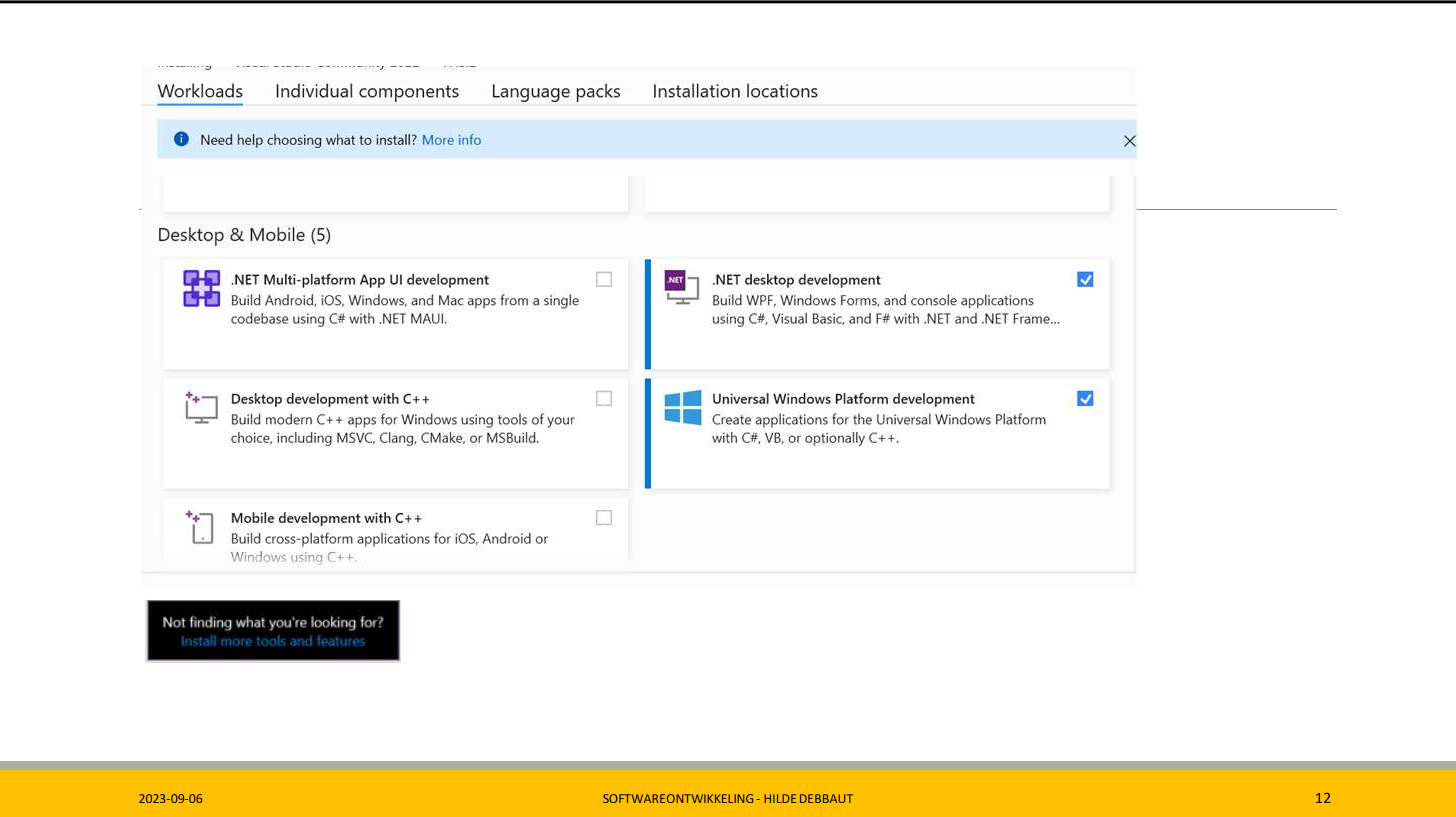 Workloads Individual components Language packs Installation locations
Need help choosing what to install? More info
Desktop & Mobile (5)
.NET Multi-platform App UI development
Build Android, iOS, Windows, and Mac apps from a single
codebase using C# with .NET MAUI.
.NET
.NET desktop development
Build WPF, Windows Forms, and console applications
using C#, Visual Basic, and F# with .NET and .NET Frame...
Desktop development with C++
Build modern C++ apps for Windows using tools of your
choice, including MSVC, Clang, CMake, or MSBuild.
Universal Windows Platform development
Create applications for the Universal Windows Platform
with C#, VB, or optionally C++.
Mobile development with C++
Build cross-platform applications for iOS, Android or
Windows using C++.
Not finding what you're looking for?
Install more tools and features
2023-09-06 SOFTWAREONTWIKKELING - HILDE DEBBAUT 12